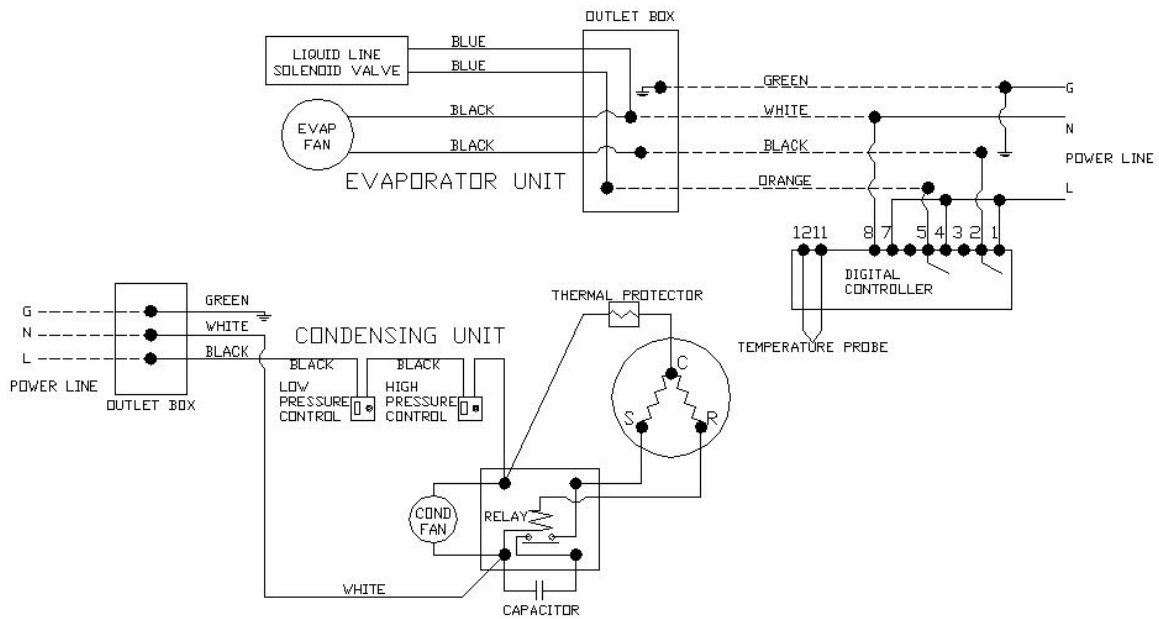 OUTLET BOX
LIQUID LINE
SOLENOID VALVE
BLUE
BLUE
GREEN
G
BLACK
WHITE
N
EVAP
FAN
BLACK
BLACK
POWER LINE
EVAPORATOR UNIT
ORANGE
L
12 11 8 7 5 4 3 2 1
DIGITAL
CONTROLLER
TEMPERATURE PROBE
G
GREEN
N
WHITE
L
BLACK
POWER LINE
OUTLET BOX
CONDENSING UNIT
BLACK
BLACK
LOW
PRESSURE
CONTROL
HIGH
PRESSURE
CONTROL
THERMAL PROTECTOR
C
S
R
COND
FAN
RELAY
WHITE
CAPACITOR